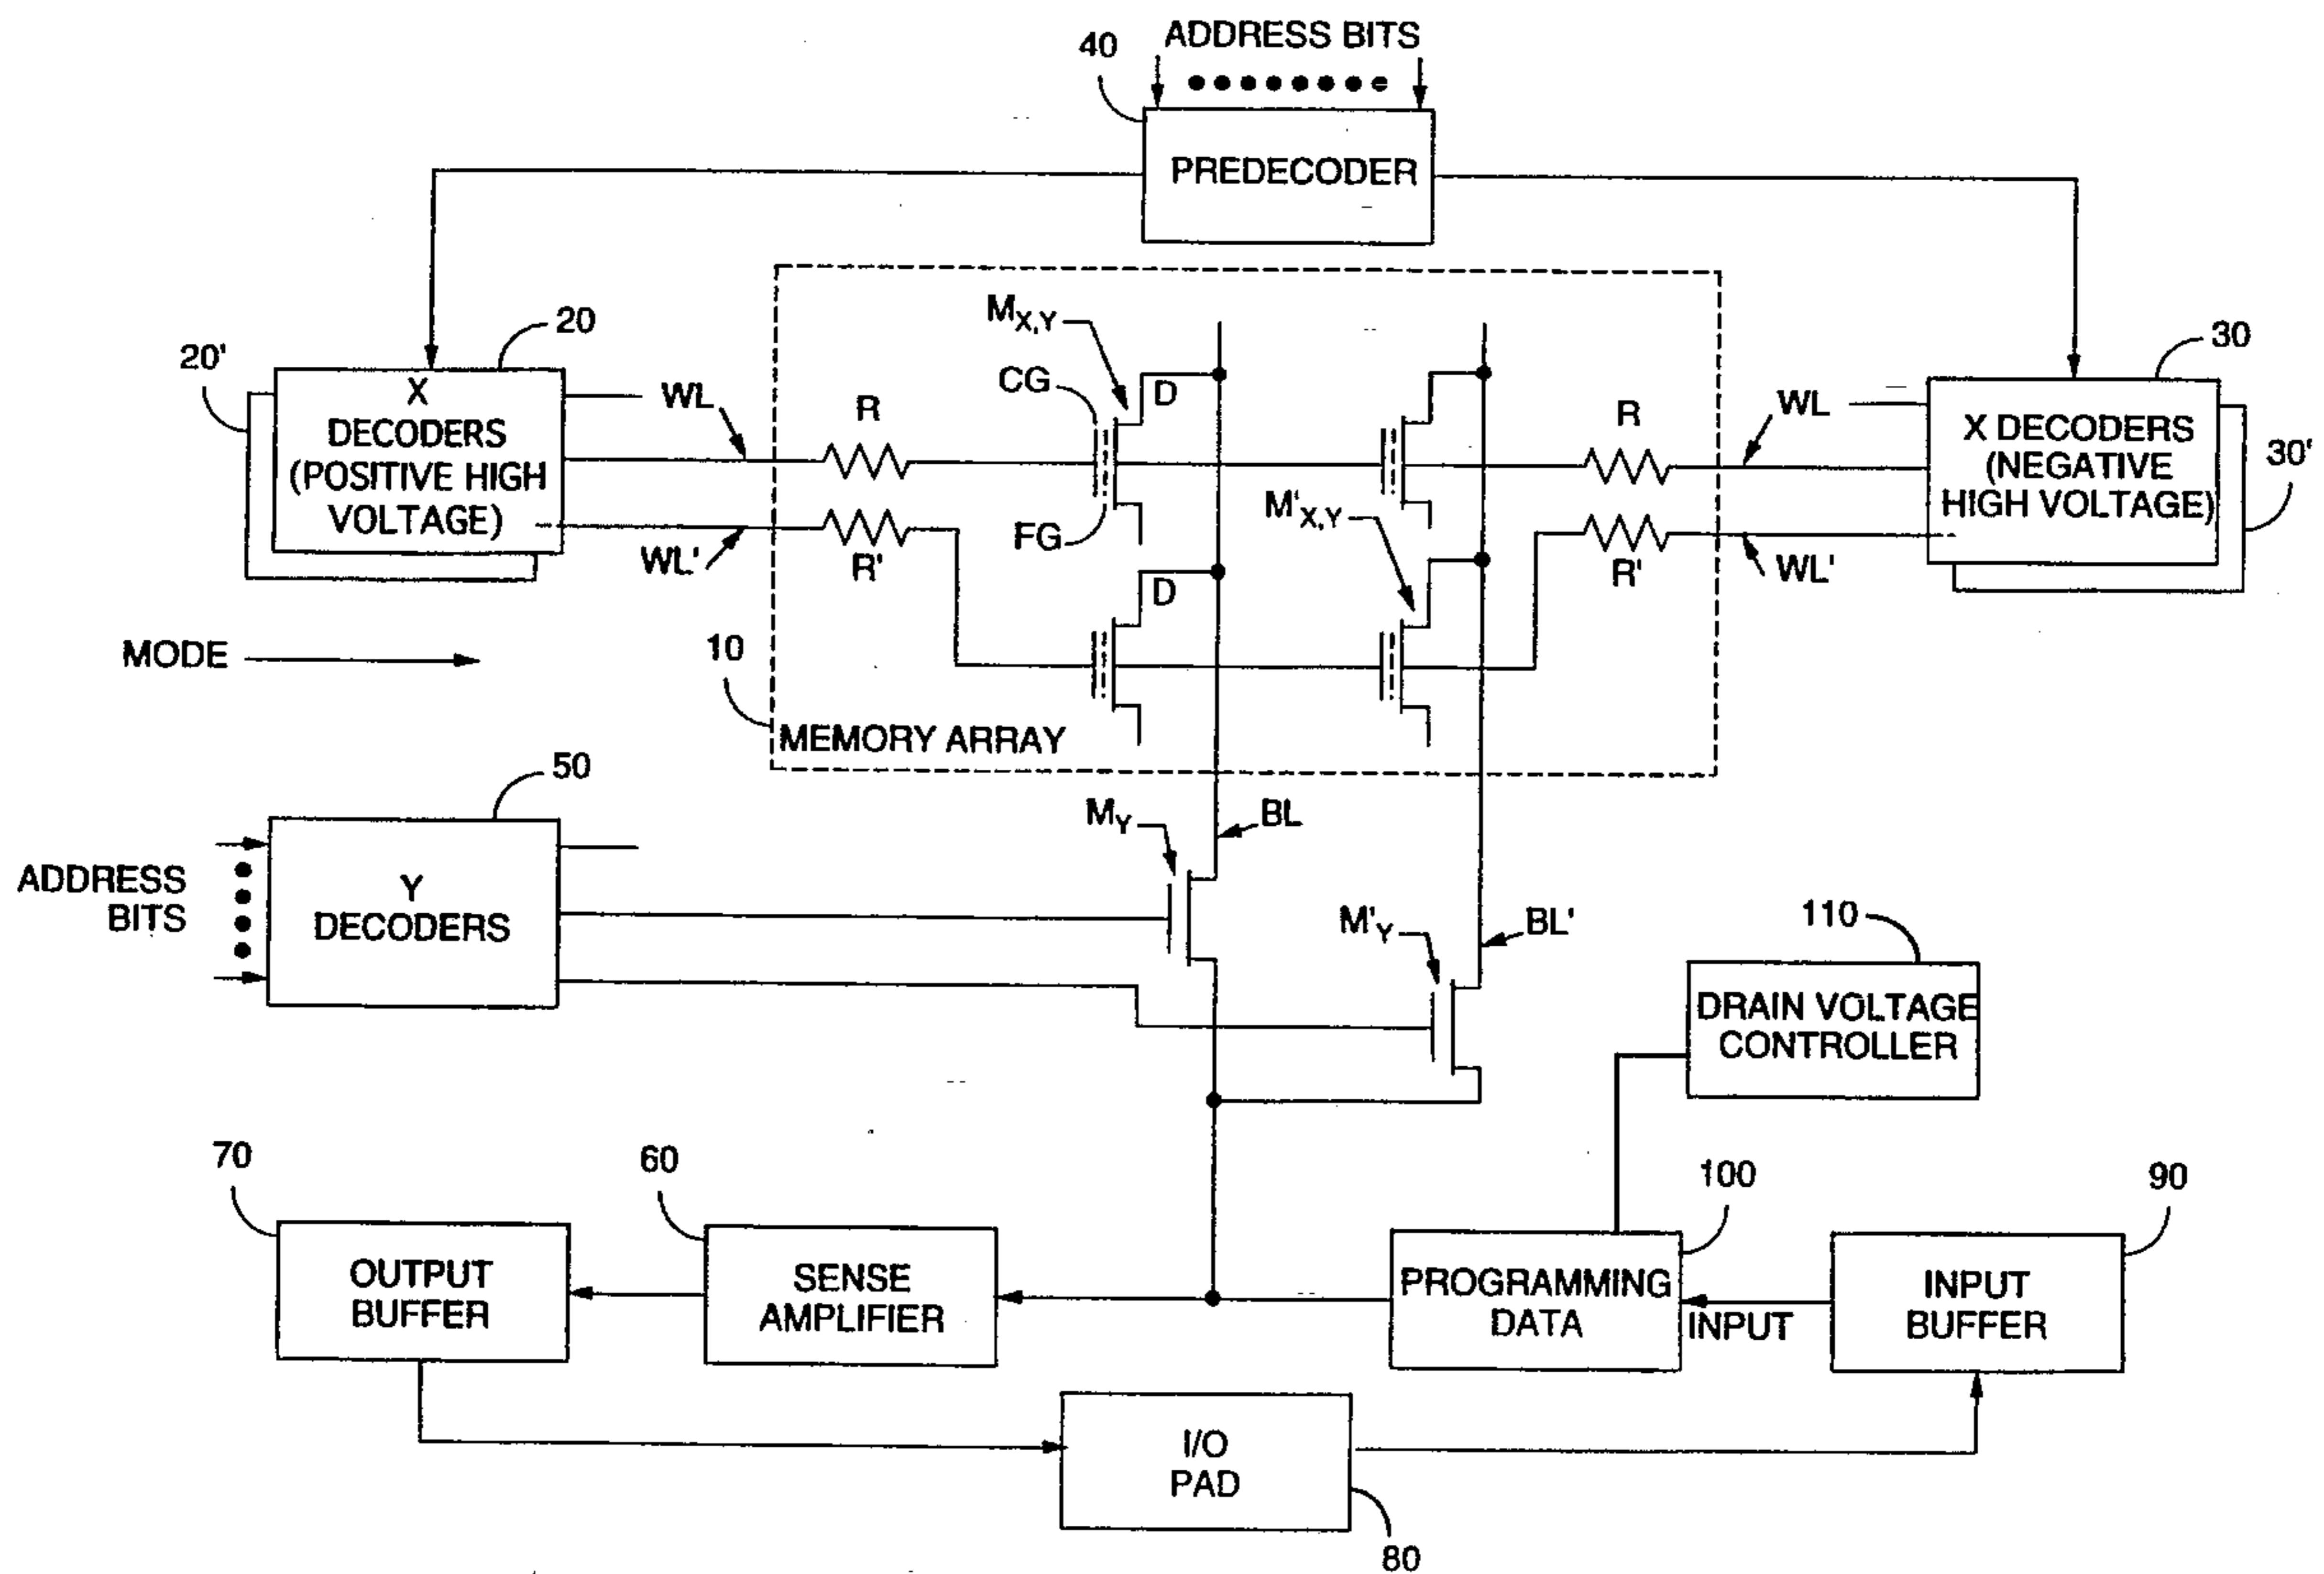 ADDRESS BITS
40
PREDECODER
20
20'
X
DECODERS
(POSITIVE HIGH
VOLTAGE)
WL
WL'
R
R'
MX,Y
CG
FG
D
D
M'X,Y
R
R'
WL
WL'
30
30'
X DECODERS
(NEGATIVE
HIGH VOLTAGE)
MODE
10
MEMORY ARRAY
50
ADDRESS
BITS
Y
DECODERS
MY
BL
M'Y
BL'
110
DRAIN VOLTAGE
CONTROLLER
70
OUTPUT
BUFFER
60
SENSE
AMPLIFIER
100
PROGRAMMING
DATA
INPUT
90
INPUT
BUFFER
I/O
PAD
80